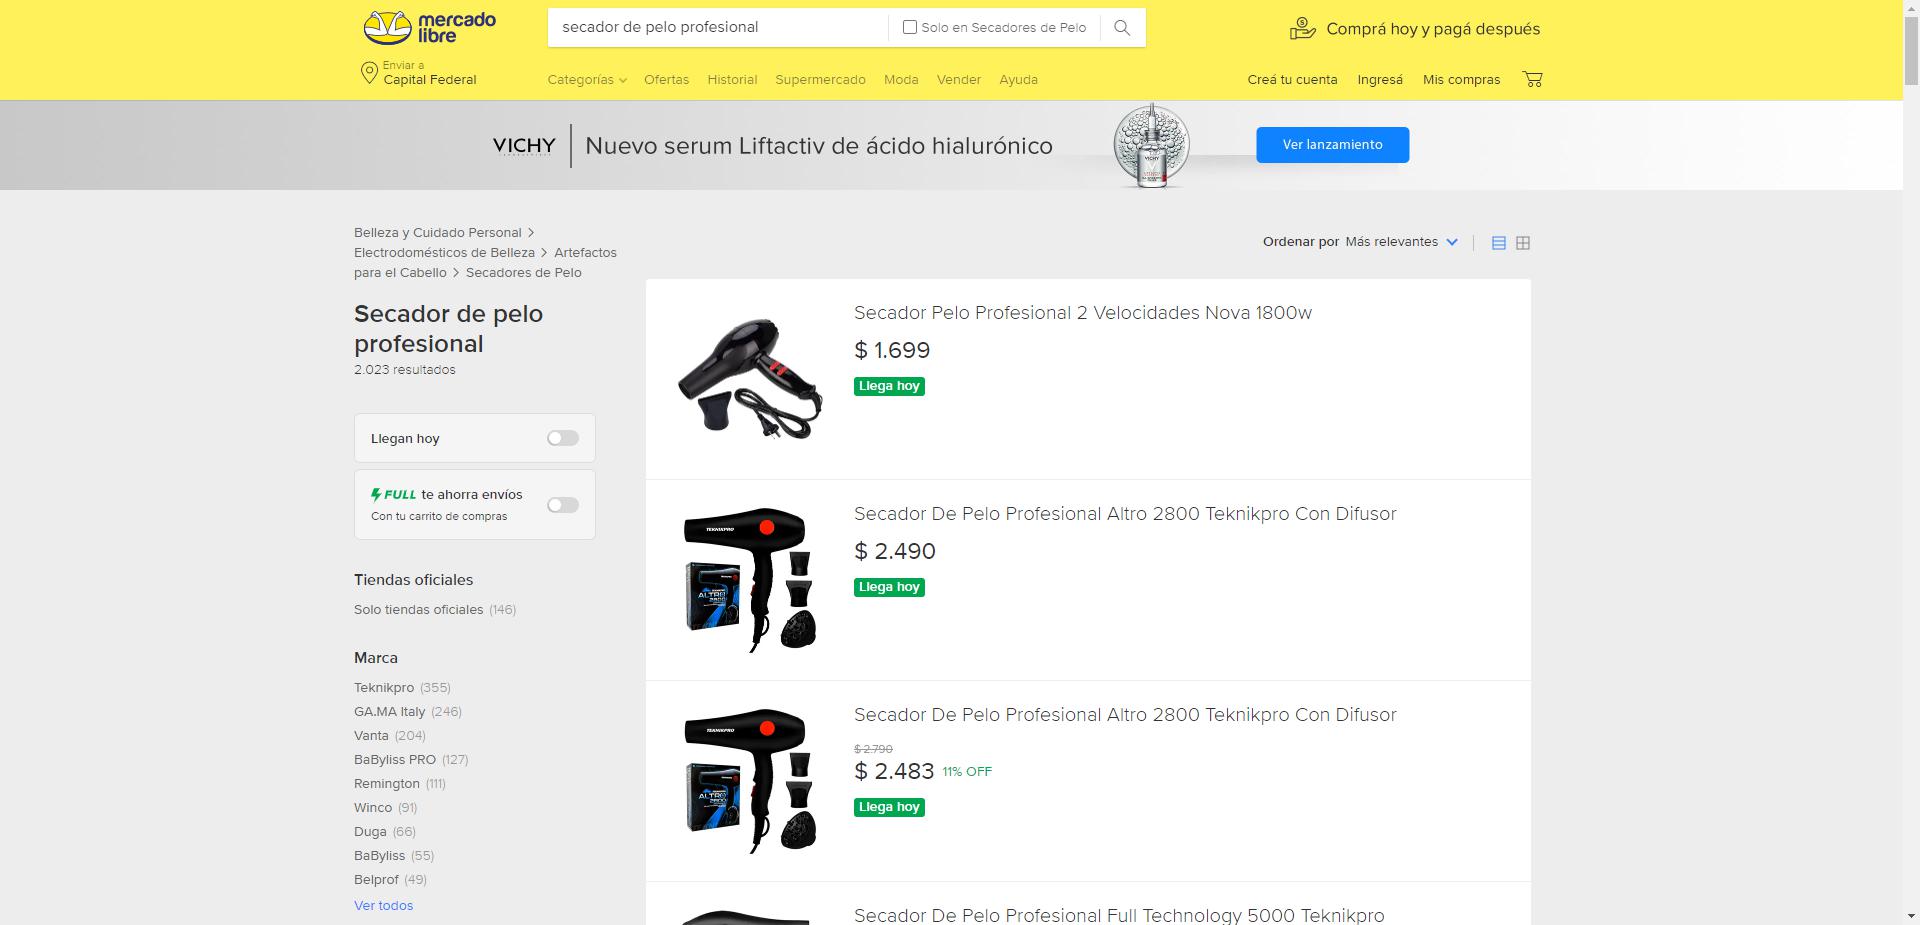 mercado
libre
secador de pelo profesional
Solo en Secadores de Pelo
Comprá hoy y pagá después
Enviar a
Capital Federal
Categorías Ofertas Historial Supermercado Moda Vender Ayuda
Creá tu cuenta Ingresá Mis compras
VICHY
Nuevo serum Liftactiv de ácido hialurónico
Ver lanzamiento
Belleza y Cuidado Personal >
Electrodomésticos de Belleza > Artefactos
para el Cabello > Secadores de Pelo
Secador de pelo
profesional
2.023 resultados
Llegan hoy
FULL te ahorra envíos
Con tu carrito de compras
Tiendas oficiales
Solo tiendas oficiales (146)
Marca
Teknikpro (355)
GA.MA Italy (246)
Vanta (204)
BaByliss PRO (127)
Remington (111)
Winco (91)
Duga (66)
BaByliss (55)
Belprof (49)
Ver todos
Ordenar por Más relevantes
Secador Pelo Profesional 2 Velocidades Nova 1800w
$ 1.699
Llega hoy
TEKNIKPRO
ALTRO
2800
Secador De Pelo Profesional Altro 2800 Teknikpro Con Difusor
$ 2.490
Llega hoy
TEKNIKPRO
ALTRO
2800
Secador De Pelo Profesional Altro 2800 Teknikpro Con Difusor
$ 2.790
$ 2.483 11% OFF
Llega hoy
Secador De Pelo Profesional Full Technology 5000 Teknikpro